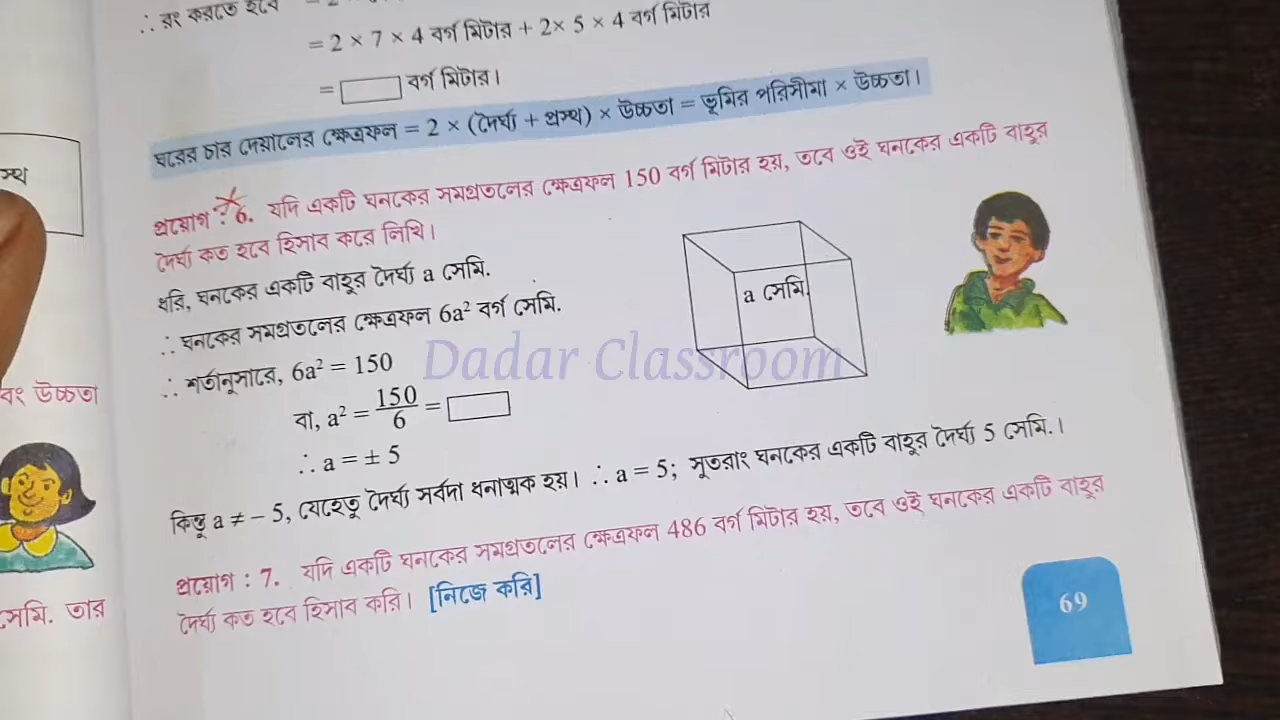 ∴ রং করতে হবে
= 2 × 7 × 4 বর্গ মিটার + 2× 5 × 4 বর্গ মিটার
= বর্গ মিটার।
ঘরের চার দেয়ালের ক্ষেত্রফল = 2 × (দৈর্ঘ্য + প্রস্থ) × উচ্চতা = ভূমির পরিসীমা × উচ্চতা।
প্রয়োগ : 6. যদি একটি ঘনকের সমগ্রতলের ক্ষেত্রফল 150 বর্গ মিটার হয়, তবে ওই ঘনকের একটি বাহুর
দৈর্ঘ্য কত হবে হিসাব করে লিখি।
ধরি, ঘনকের একটি বাহুর দৈর্ঘ্য a সেমি.
∴ ঘনকের সমগ্রতলের ক্ষেত্রফল 6a² বর্গ সেমি.
a সেমি.
∴ শর্তানুসারে, 6a² = 150
Dadar Classroom
বা, a² = 150/6 =
∴ a = ± 5
কিন্তু a ≠ – 5, যেহেতু দৈর্ঘ্য সর্বদা ধনাত্মক হয়। ∴ a = 5; সুতরাং ঘনকের একটি বাহুর দৈর্ঘ্য 5 সেমি.।
প্রয়োগ : 7. যদি একটি ঘনকের সমগ্রতলের ক্ষেত্রফল 486 বর্গ মিটার হয়, তবে ওই ঘনকের একটি বাহুর
দৈর্ঘ্য কত হবে হিসাব করি। [নিজে করি]
69
স্থ
বং উচ্চতা
সেমি. তার